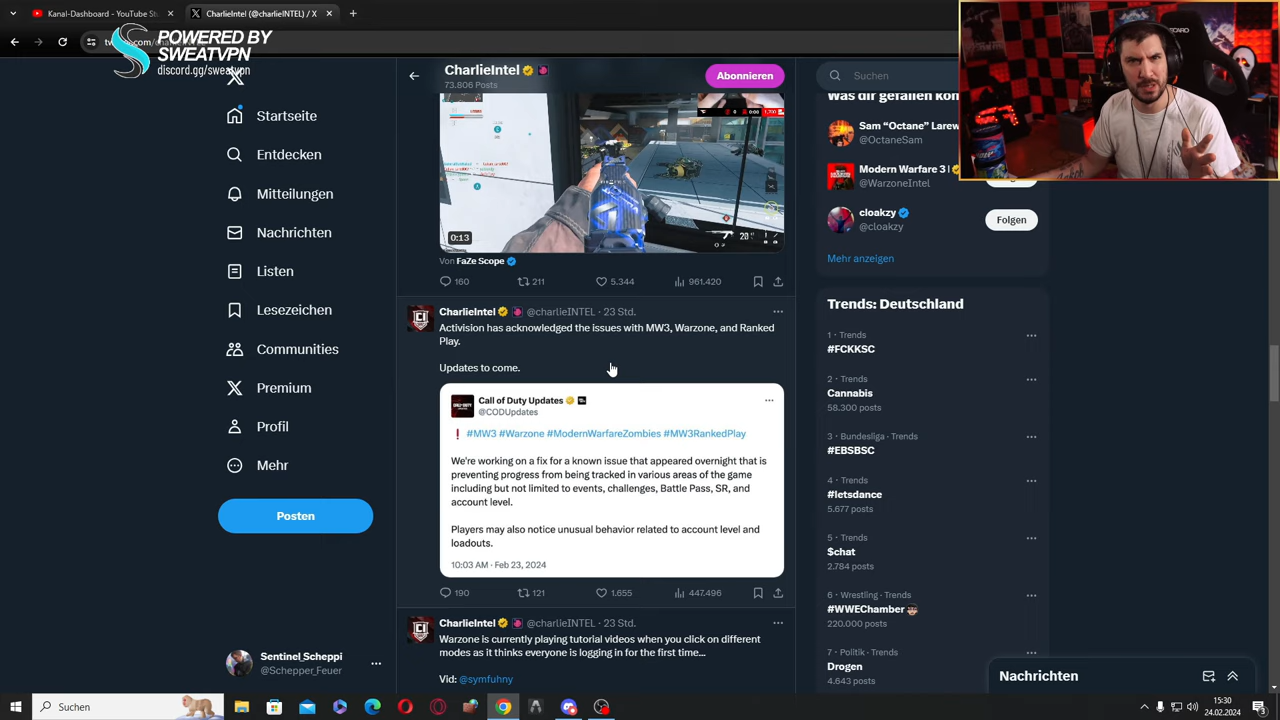 Kanal-Dashboard - YouTube St
CharlieIntel (@charlieINTEL) / X
POWERED BY
SWEATVPN
discord.gg/sweatvpn
CharlieIntel
73.806 Posts
Abonnieren
Suchen
Startseite
Entdecken
Mitteilungen
Nachrichten
Listen
Lesezeichen
Communities
Premium
Profil
Mehr
Posten
Sentinel_Scheppi
@Schepper_Feuer
0:13
Von FaZe Scope
160
211
5.344
961.420
CharlieIntel @charlieINTEL · 23 Std.
Activision has acknowledged the issues with MW3, Warzone, and Ranked
Play.
Updates to come.
Call of Duty Updates
@CODUpdates
❗ #MW3 #Warzone #ModernWarfareZombies #MW3RankedPlay
We're working on a fix for a known issue that appeared overnight that is
preventing progress from being tracked in various areas of the game
including but not limited to events, challenges, Battle Pass, SR, and
account level.
Players may also notice unusual behavior related to account level and
loadouts.
10:03 AM · Feb 23, 2024
190
121
1.655
447.496
CharlieIntel @charlieINTEL · 23 Std.
Warzone is currently playing tutorial videos when you click on different
modes as it thinks everyone is logging in for the first time...
Vid: @symfuhny
Was dir gefallen kön
Sam “Octane” Larew
@OctaneSam
Modern Warfare 3 |
@WarzoneIntel
cloakzy
@cloakzy
Folgen
Mehr anzeigen
Trends: Deutschland
1 · Trends
#FCKKSC
2 · Trends
Cannabis
58.300 posts
3 · Bundesliga · Trends
#EBSBSC
4 · Trends
#letsdance
5.677 posts
5 · Trends
$chat
2.784 posts
6 · Wrestling · Trends
#WWEChamber
220.000 posts
7 · Politik · Trends
Drogen
4.643 posts
Nachrichten
Suchen
15:30
24.02.2024
3